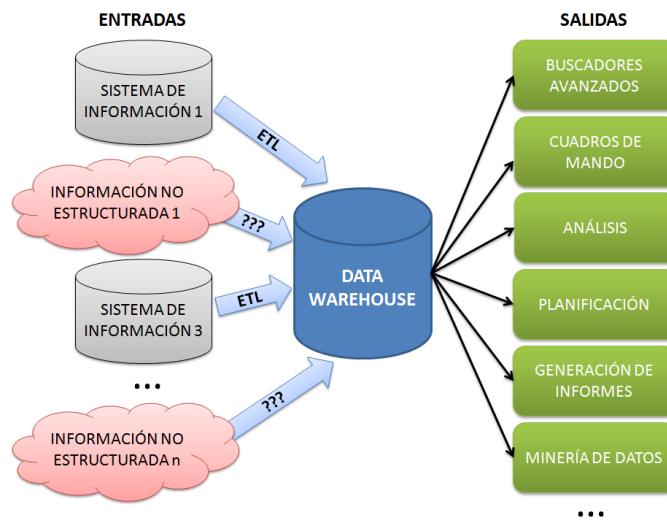 ENTRADAS
SISTEMA DE
INFORMACIÓN 1
ETL
INFORMACIÓN NO
ESTRUCTURADA 1
???
SISTEMA DE
INFORMACIÓN 3
ETL
...
INFORMACIÓN NO
ESTRUCTURADA n
???
DATA
WAREHOUSE
SALIDAS
BUSCADORES
AVANZADOS
CUADROS DE
MANDO
ANÁLISIS
PLANIFICACIÓN
GENERACIÓN DE
INFORMES
MINERÍA DE DATOS
...